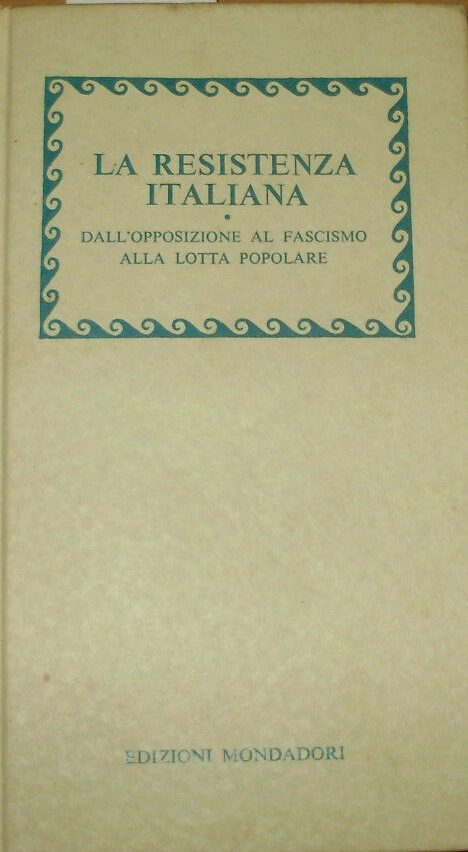 LA RESISTENZA
ITALIANA
•
DALL'OPPOSIZIONE AL FASCISMO
ALLA LOTTA POPOLARE
EDIZIONI MONDADORI